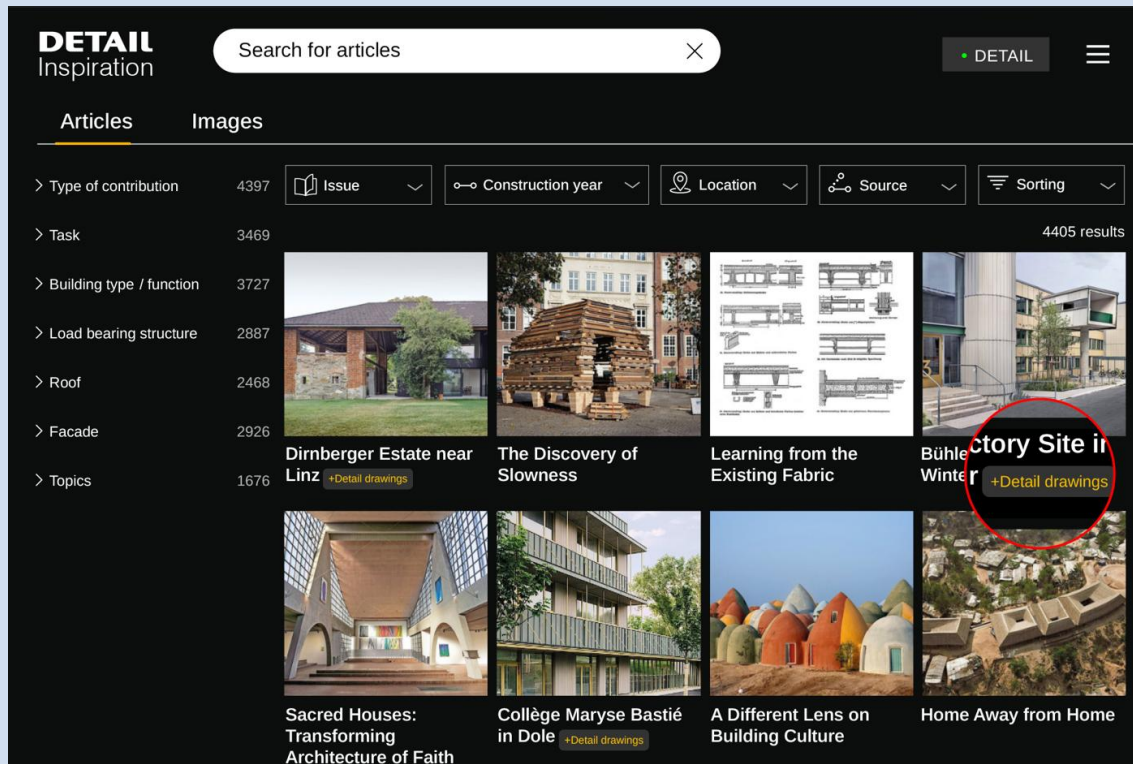 DETAIL
Inspiration
Search for articles
• DETAIL
Articles
Images
Type of contribution 4397
Task 3469
Building type / function 3727
Load bearing structure 2887
Roof 2468
Facade 2926
Topics 1676
Issue
Construction year
Location
Source
Sorting
4405 results
Dirnberger Estate near
Linz +Detail drawings
The Discovery of
Slowness
Learning from the
Existing Fabric
Bühle
ctory Site in
Winter
+Detail drawings
Sacred Houses:
Transforming
Architecture of Faith
Collège Maryse Bastié
in Dole +Detail drawings
A Different Lens on
Building Culture
Home Away from Home